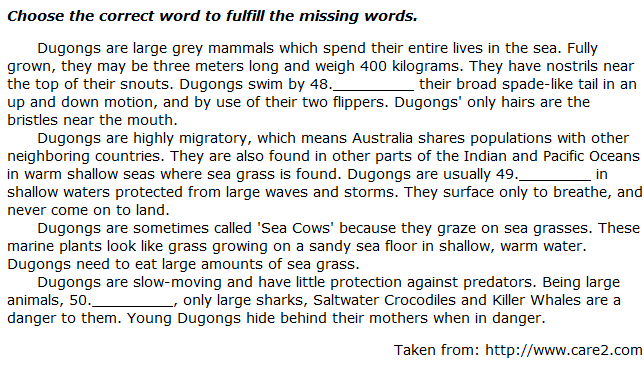 Choose the correct word to fulfill the missing words.
Dugongs are large grey mammals which spend their entire lives in the sea. Fully
grown, they may be three meters long and weigh 400 kilograms. They have nostrils near
the top of their snouts. Dugongs swim by 48.__________ their broad spade-like tail in an
up and down motion, and by use of their two flippers. Dugongs' only hairs are the
bristles near the mouth.
Dugongs are highly migratory, which means Australia shares populations with other
neighboring countries. They are also found in other parts of the Indian and Pacific Oceans
in warm shallow seas where sea grass is found. Dugongs are usually 49._________ in
shallow waters protected from large waves and storms. They surface only to breathe, and
never come on to land.
Dugongs are sometimes called 'Sea Cows' because they graze on sea grasses. These
marine plants look like grass growing on a sandy sea floor in shallow, warm water.
Dugongs need to eat large amounts of sea grass.
Dugongs are slow-moving and have little protection against predators. Being large
animals, 50.__________, only large sharks, Saltwater Crocodiles and Killer Whales are a
danger to them. Young Dugongs hide behind their mothers when in danger.
Taken from: http://www.care2.com